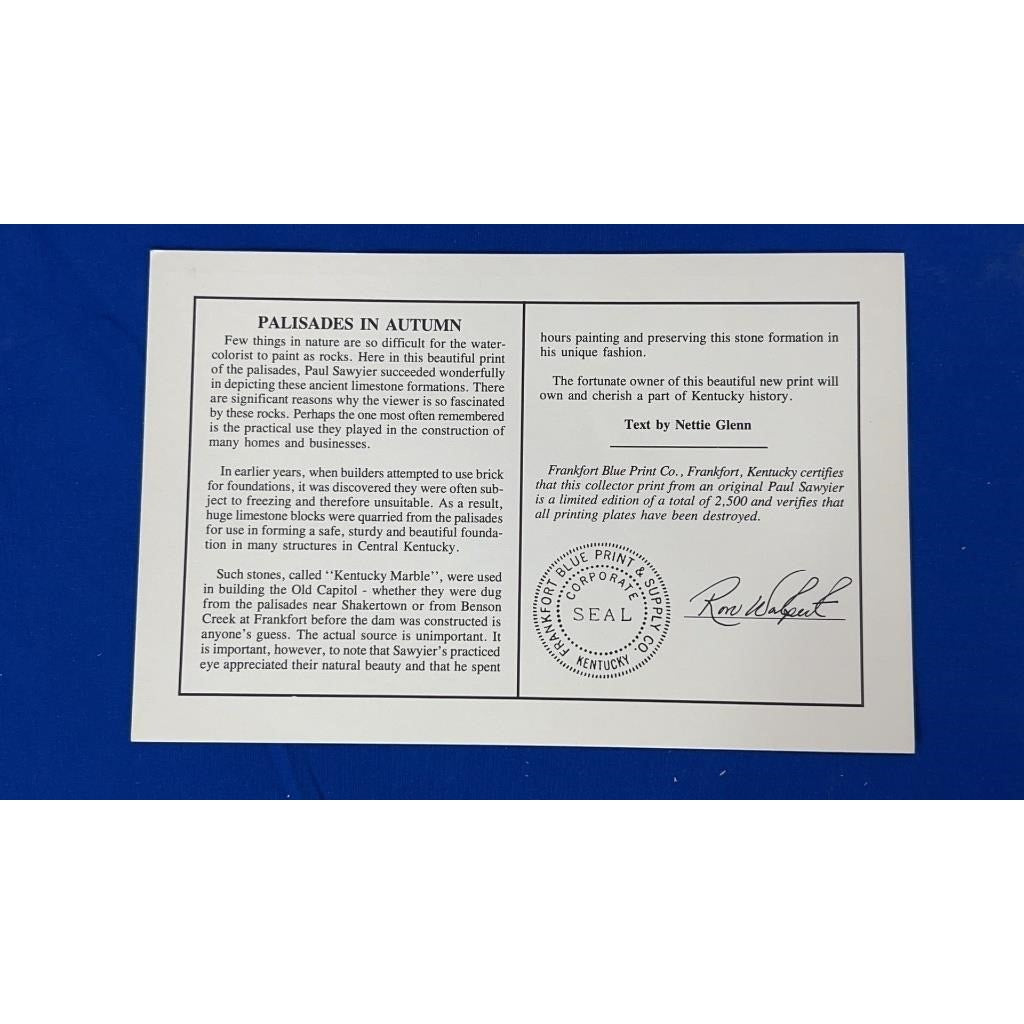 PALISADES IN AUTUMN
Few things in nature are so difficult for the water-
colorist to paint as rocks. Here in this beautiful print
of the palisades, Paul Sawyier succeeded wonderfully
in depicting these ancient limestone formations. There
are significant reasons why the viewer is so fascinated
by these rocks. Perhaps the one most often remembered
is the practical use they played in the construction of
many homes and businesses.
In earlier years, when builders attempted to use brick
for foundations, it was discovered they were often sub-
ject to freezing and therefore unsuitable. As a result,
huge limestone blocks were quarried from the palisades
for use in forming a safe, sturdy and beautiful founda-
tion in many structures in Central Kentucky.
Such stones, called "Kentucky Marble", were used
in building the Old Capitol - whether they were dug
from the palisades near Shakertown or from Benson
Creek at Frankfort before the dam was constructed is
anyone's guess. The actual source is unimportant. It
is important, however, to note that Sawyier's practiced
eye appreciated their natural beauty and that he spent
hours painting and preserving this stone formation in
his unique fashion.
The fortunate owner of this beautiful new print will
own and cherish a part of Kentucky history.
Text by Nettie Glenn
Frankfort Blue Print Co., Frankfort, Kentucky certifies
that this collector print from an original Paul Sawyier
is a limited edition of a total of 2,500 and verifies that
all printing plates have been destroyed.
FRANKFORT BLUE PRINT & SUPPLY CO.
CORPORATE
SEAL
KENTUCKY
Ron Walpert